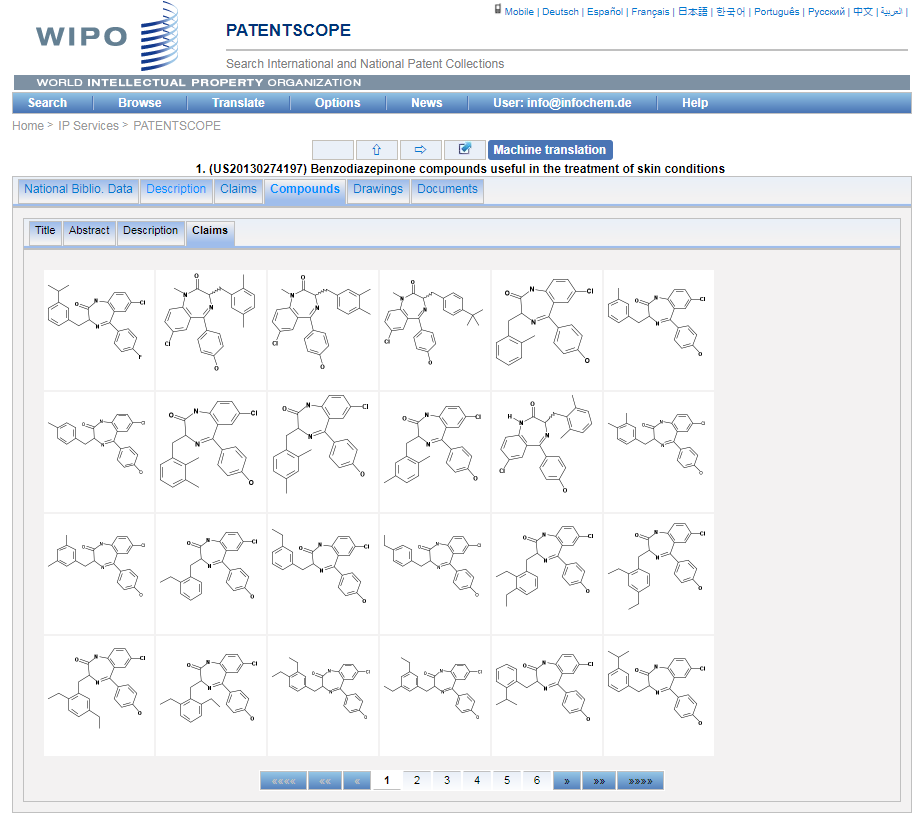 Mobile | Deutsch | Español | Français | 日本語 | 한국어 | Português | Русский | 中文 | العربية |
WIPO
PATENTSCOPE
Search International and National Patent Collections
WORLD INTELLECTUAL PROPERTY ORGANIZATION
Search Browse Translate Options News User: info@infochem.de Help
Home > IP Services > PATENTSCOPE
Machine translation
1. (US20130274197) Benzodiazepinone compounds useful in the treatment of skin conditions
National Biblio. Data Description Claims Compounds Drawings Documents
Title Abstract Description Claims
«««« «« « 1 2 3 4 5 6 » »» »»»»